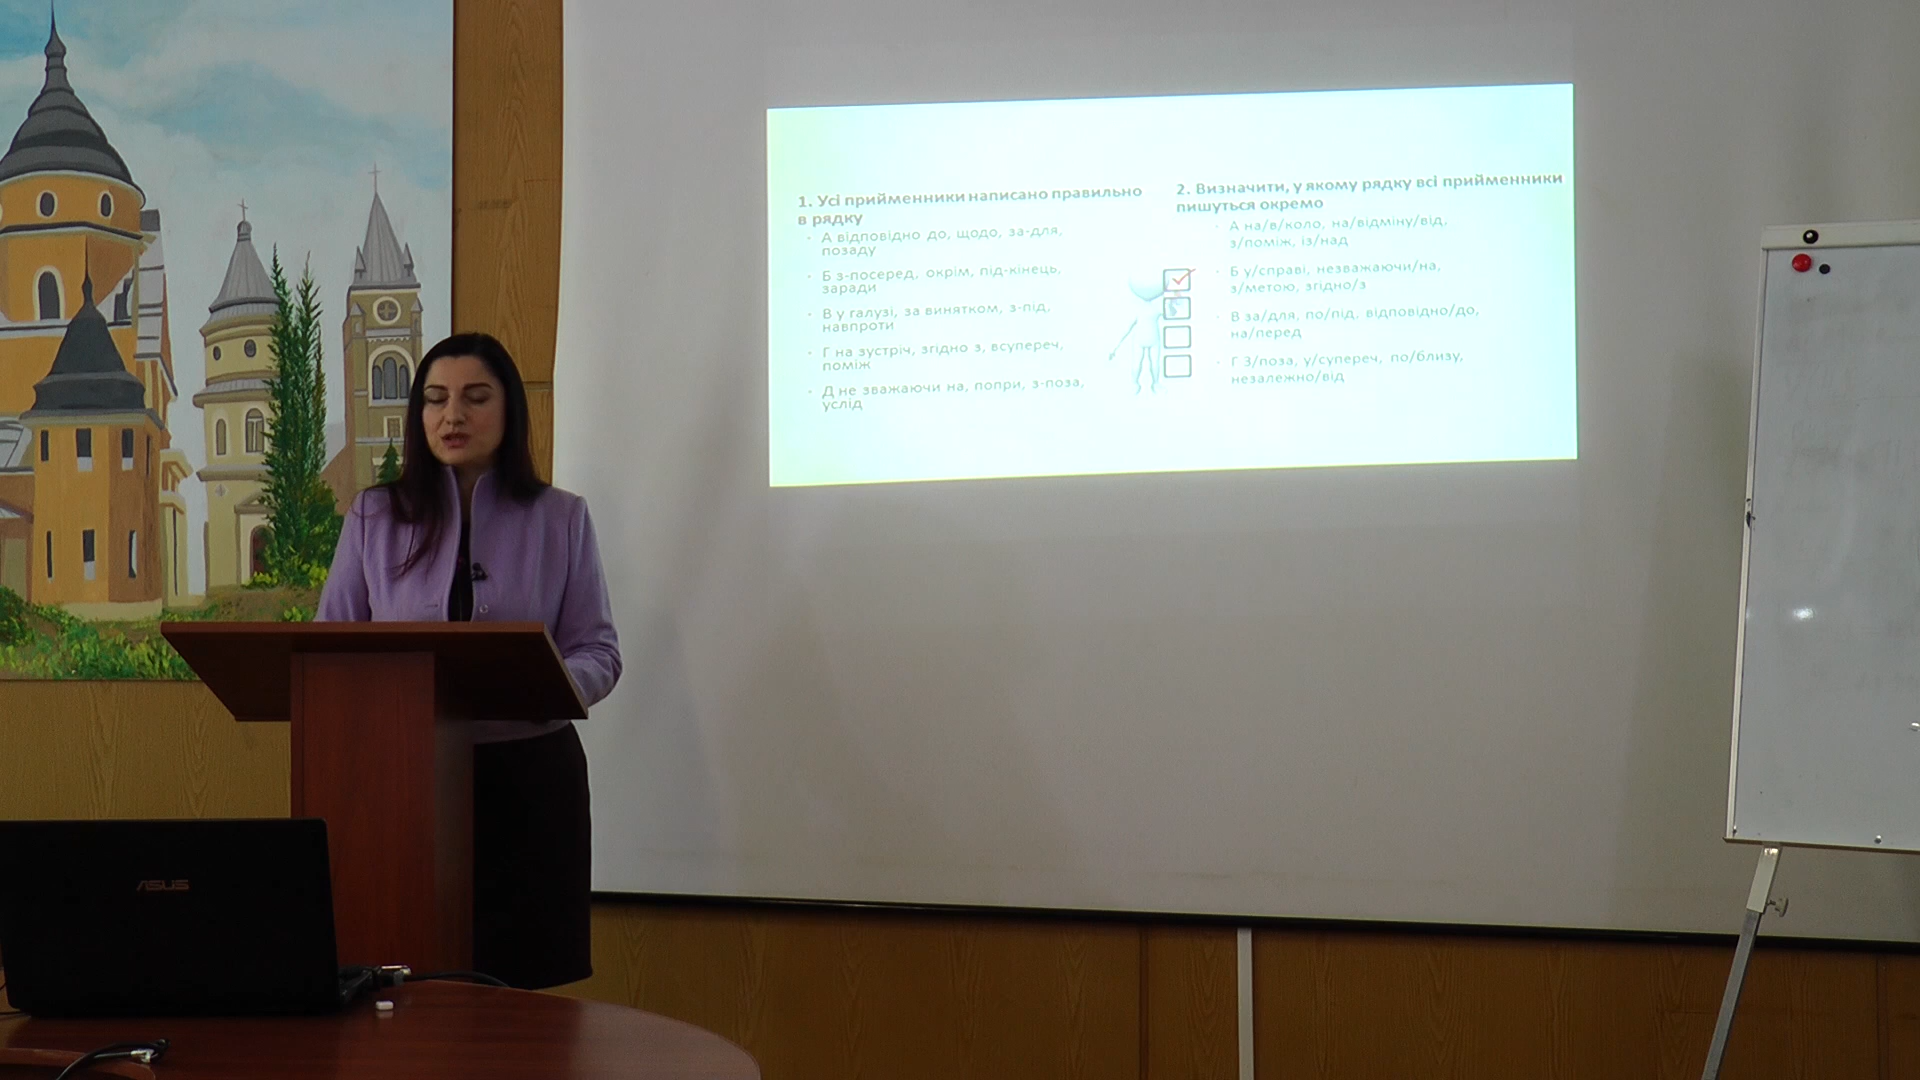 1. Усі прийменники написано правильно
в рядку
А відповідно до, щодо, за-для,
позаду
Б з-посеред, окрім, під-кінець,
заради
В у галузі, за винятком, з-під,
навпроти
Г на зустріч, згідно з, всупереч,
поміж
Д не зважаючи на, попри, з-поза,
услід
2. Визначити, у якому рядку всі прийменники
пишуться окремо
А на/в/коло, на/відміну/від,
з/поміж, із/над
Б у/справі, незважаючи/на,
з/метою, згідно/з
В за/для, по/під, відповідно/до,
на/перед
Г З/поза, у/супереч, по/близу,
незалежно/від
ASUS